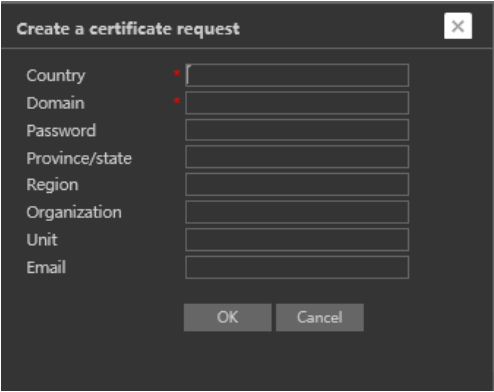 Create a certificate request
Country *
Domain *
Password
Province/state
Region
Organization
Unit
Email
OK Cancel